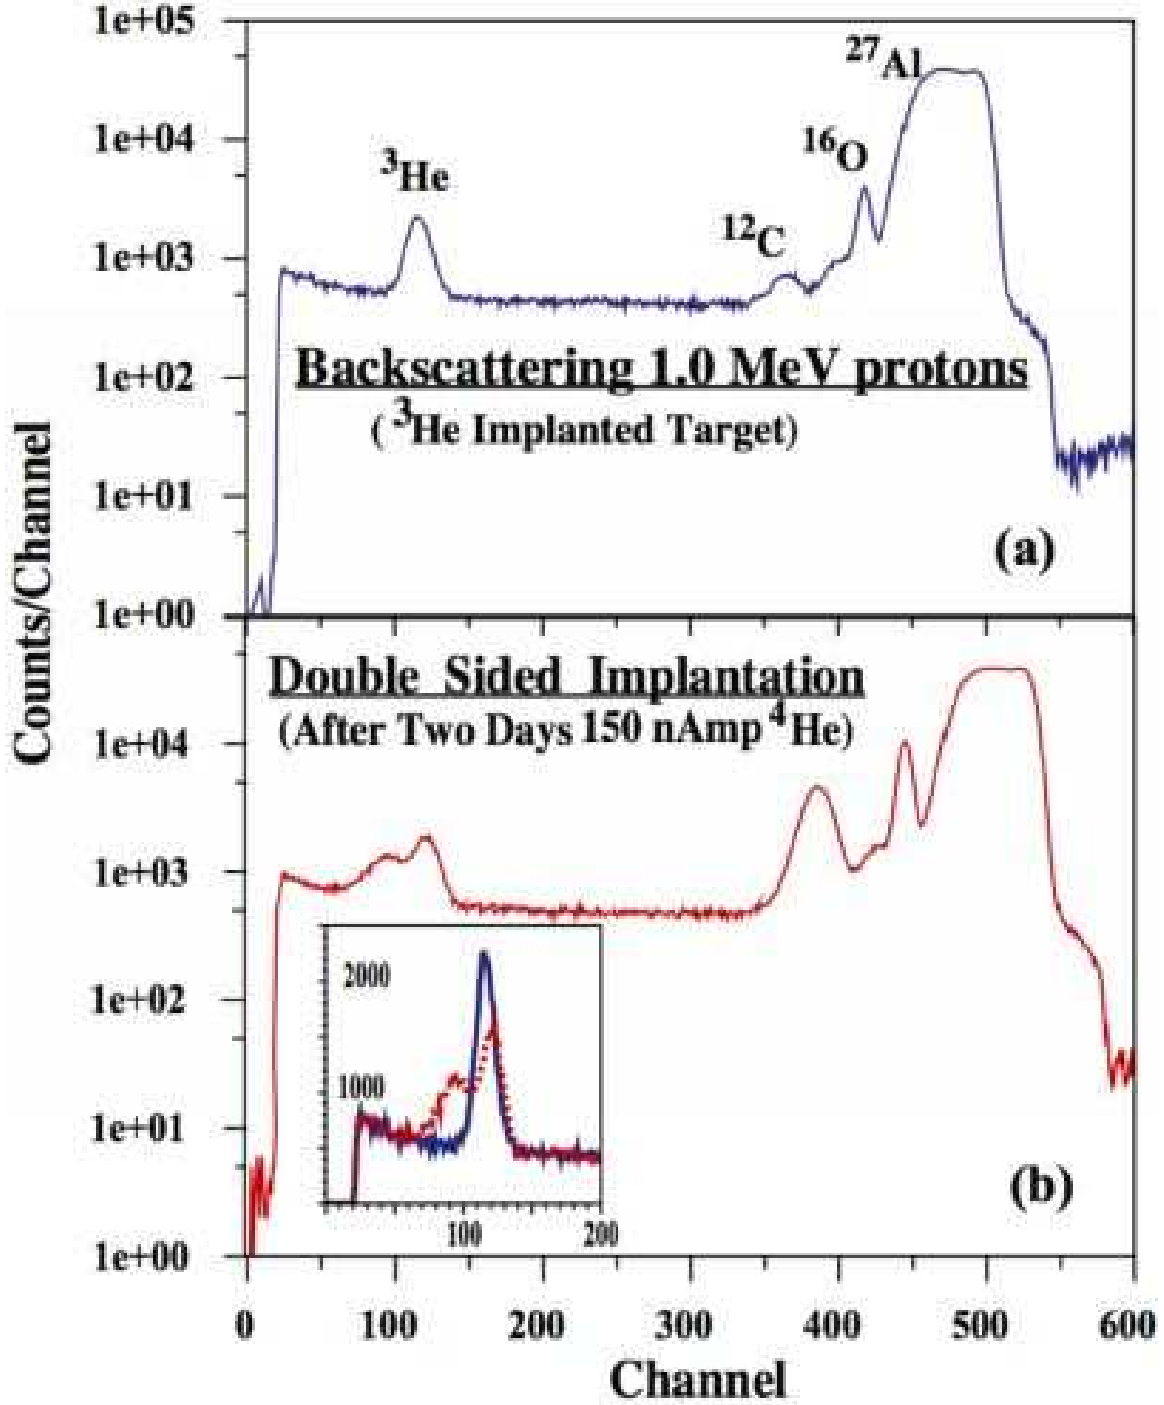 Counts/Channel
1e+05
1e+04
1e+03
1e+02
1e+01
1e+00
³He
¹²C
¹⁶O
²⁷Al
Backscattering 1.0 MeV protons
( ³He Implanted Target)
(a)
Double Sided Implantation
(After Two Days 150 nAmp ⁴He)
1e+04
1e+03
1e+02
1e+01
1e+00
2000
1000
100
200
(b)
0 100 200 300 400 500 600
Channel